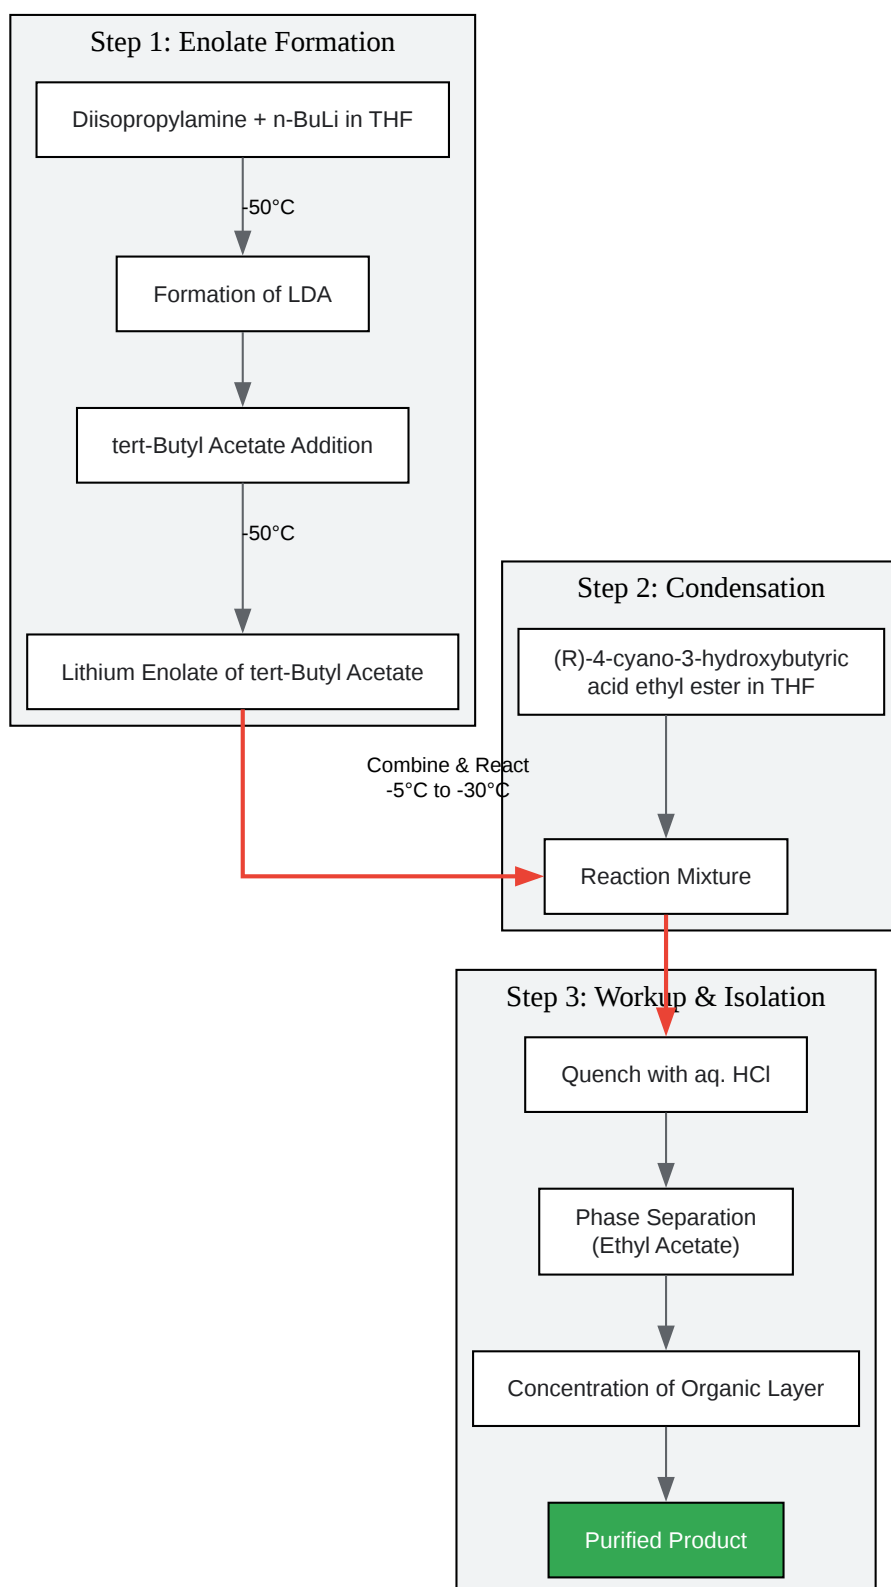 Step 1: Enolate Formation
Diisopropylamine + n-BuLi in THF
-50°C
Formation of LDA
tert-Butyl Acetate Addition
-50°C
Lithium Enolate of tert-Butyl Acetate
Step 2: Condensation
(R)-4-cyano-3-hydroxybutyric
acid ethyl ester in THF
Combine & React
-5°C to -30°C
Reaction Mixture
Step 3: Workup & Isolation
Quench with aq. HCl
Phase Separation
(Ethyl Acetate)
Concentration of Organic Layer
Purified Product